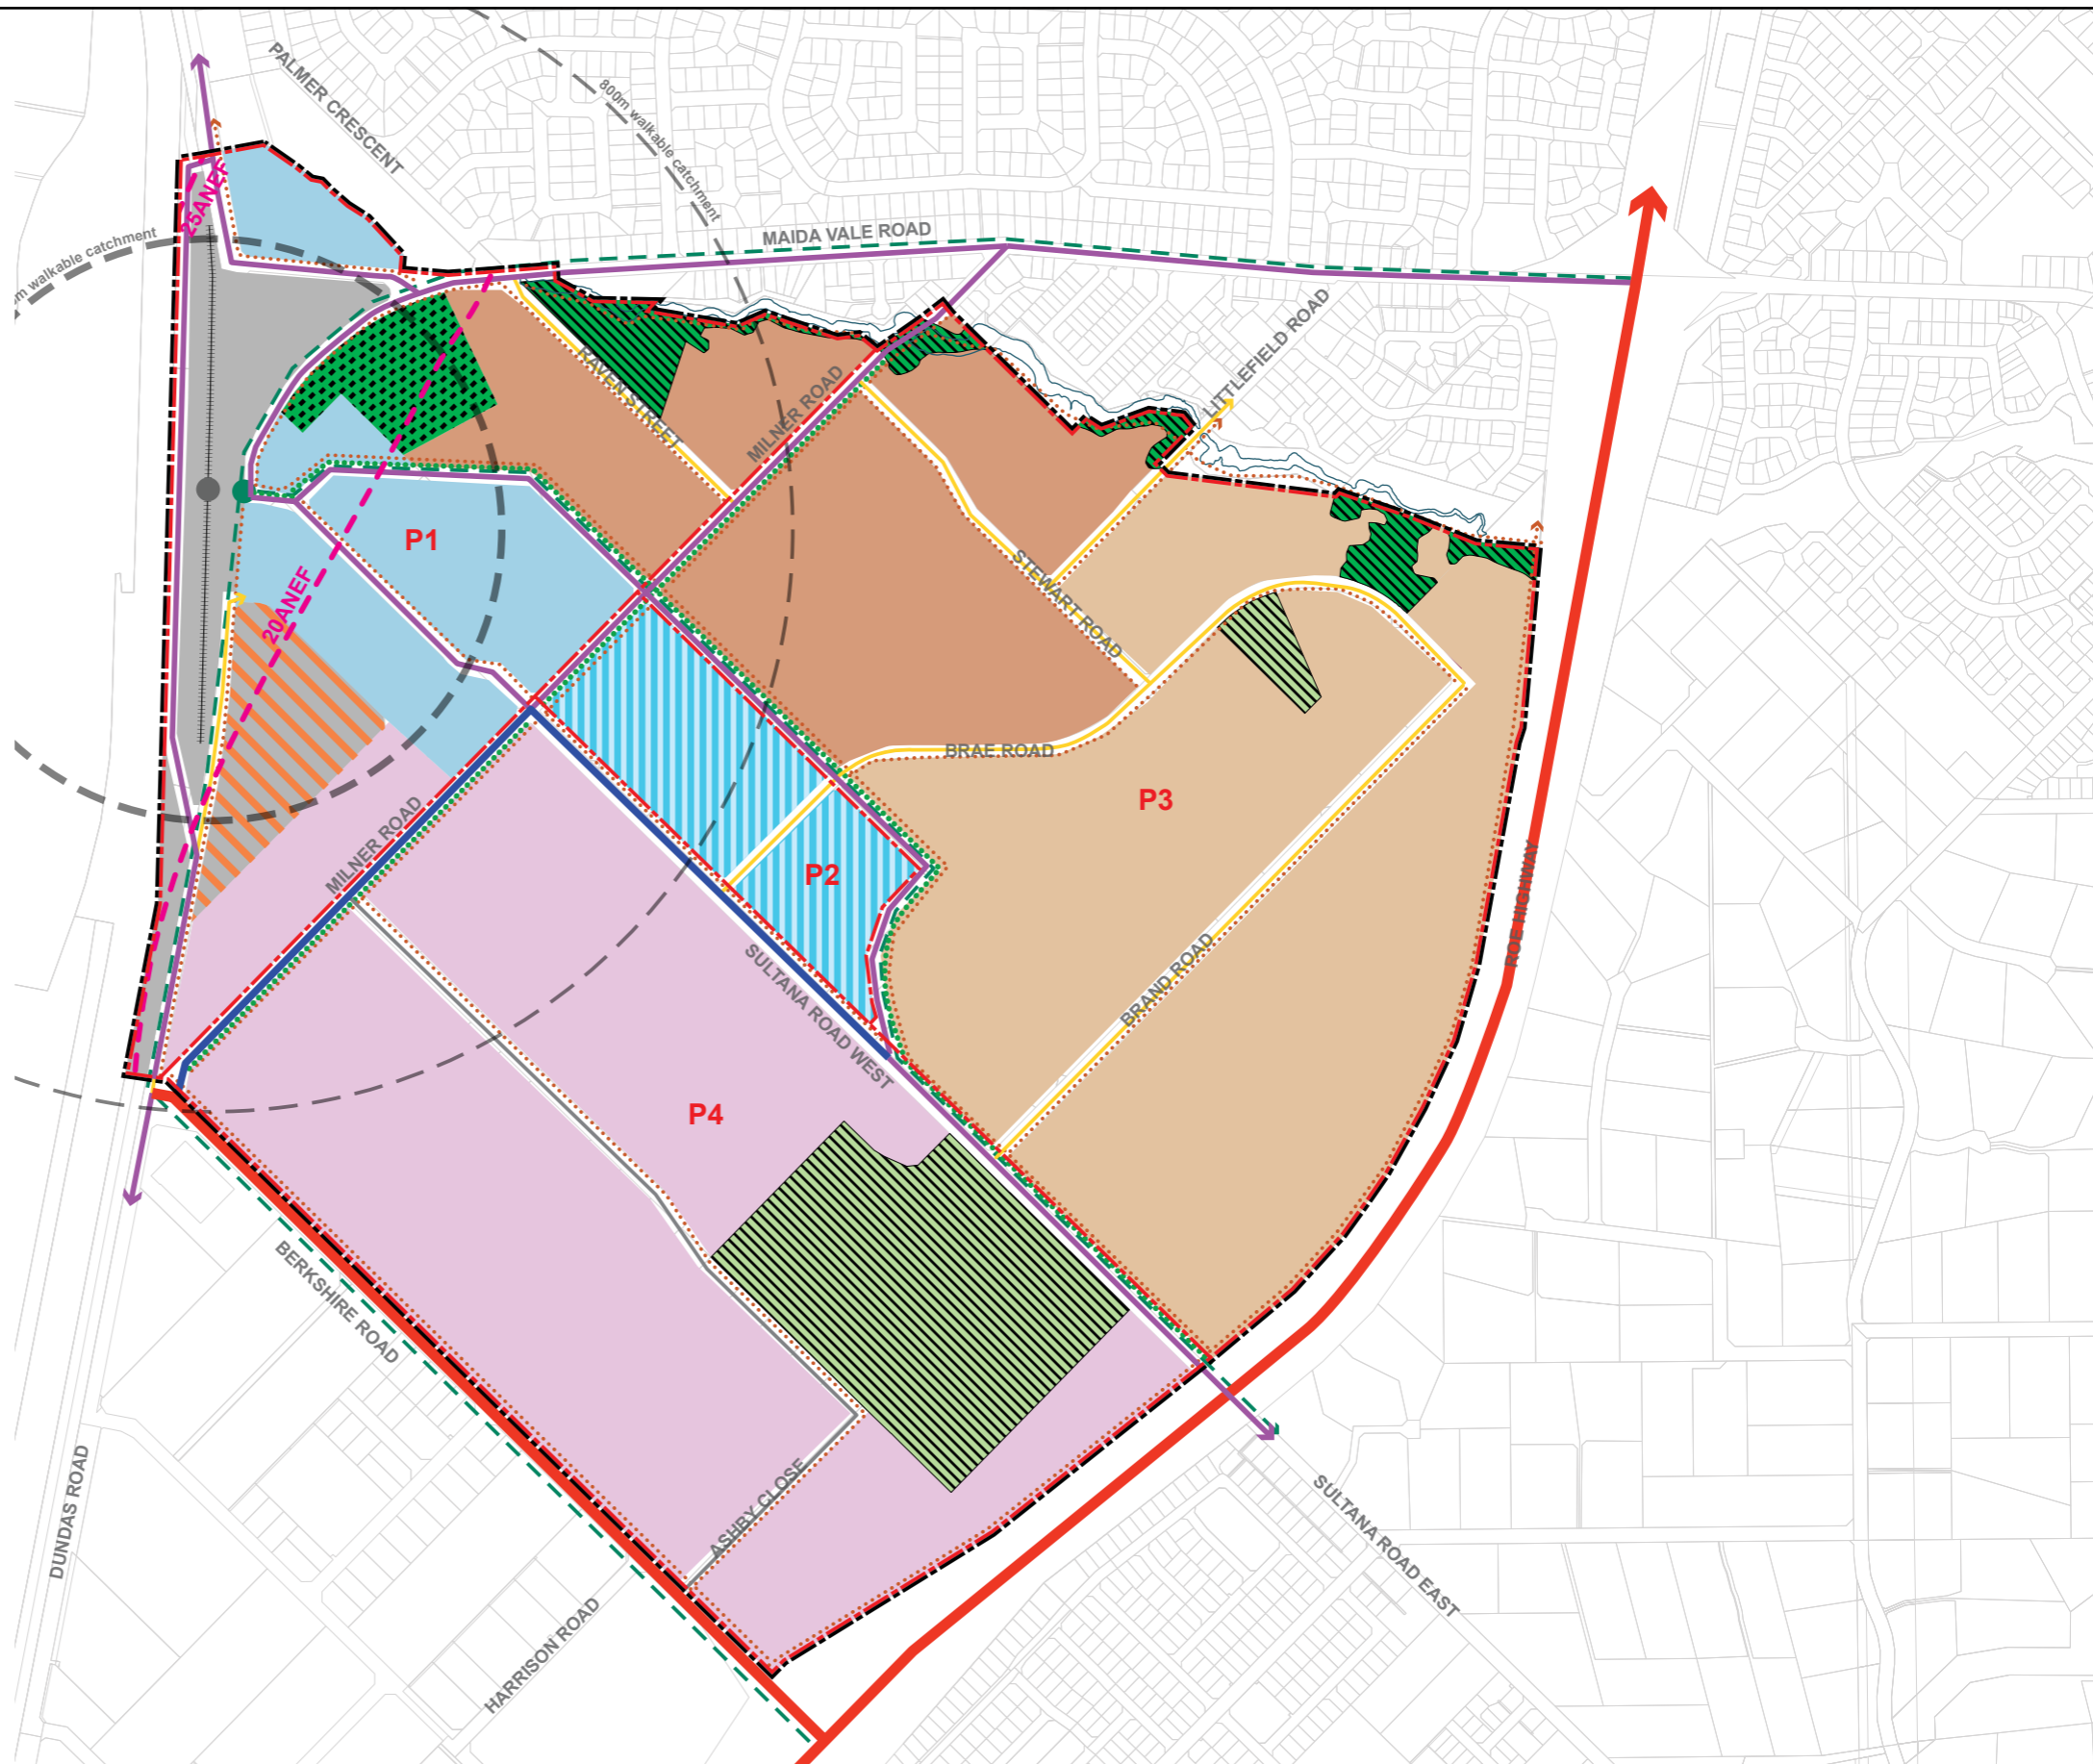 PALMER CRESCENT
800m walkable catchment
25ANEF
m walkable catchment
MAIDA VALE ROAD
LITTLEFIELD ROAD
RAVEN STREET
MILNER ROAD
P1
STEWART ROAD
20ANEF
BRAE ROAD
P3
MILNER ROAD
P2
ROE HIGHWAY
BRAND ROAD
SULTANA ROAD WEST
P4
BERKSHIRE ROAD
DUNDAS ROAD
ASHBY CLOSE
SULTANA ROAD EAST
HARRISON ROAD